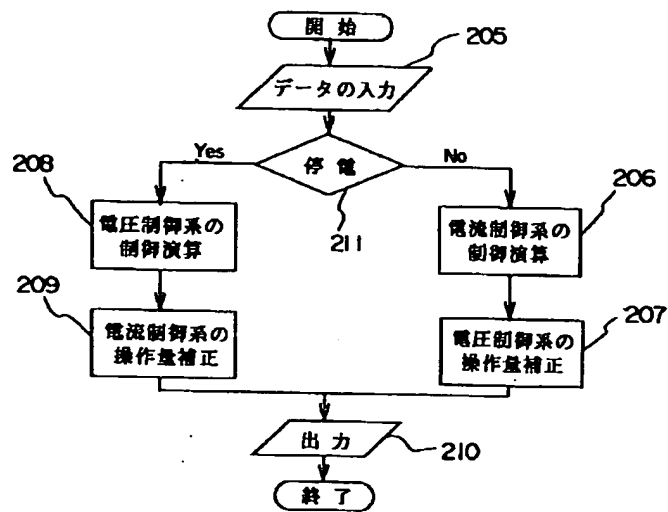 開始
205
データの入力
停電
Yes
No
211
208
電圧制御系の
制御演算
206
電流制御系の
制御演算
209
電流制御系の
操作量補正
207
電圧制御系の
操作量補正
出力
210
終了